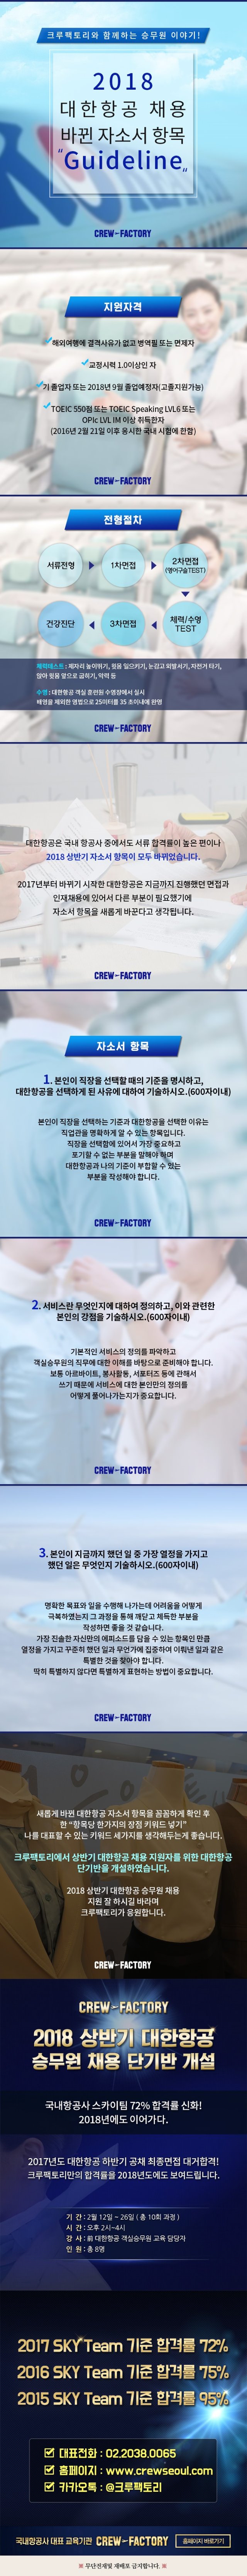 크루팩토리와 함께하는 승무원 이야기!
2018
대한항공 채용
바뀐 자소서 항목
"Guideline"
CREW-FACTORY
지원자격
해외여행에 결격사유가 없고 병역필 또는 면제자
교정시력 1.0이상인 자
기 졸업자 또는 2018년 9월 졸업예정자(고졸지원가능)
TOEIC 550점 또는 TOEIC Speaking LVL6 또는
OPIc LVL IM 이상 취득한자
(2016년 2월 21일 이후 응시한 국내 시험에 한함)
CREW-FACTORY
전형절차
서류전형
1차면접
2차면접
(영어구술TEST)
건강진단
3차면접
체력/수영
TEST
체력테스트 : 제자리 높이뛰기, 윗몸 일으키기, 눈감고 외발서기, 자전거 타기,
앉아 윗몸 앞으로 굽히기, 악력 등
수영 : 대한항공 객실 훈련원 수영장에서 실시
배영을 제외한 영법으로 25미터를 35 초이내에 완영
CREW-FACTORY
대한항공은 국내 항공사 중에서도 서류 합격률이 높은 편이나
2018 상반기 자소서 항목이 모두 바뀌었습니다.
2017년부터 바뀌기 시작한 대한항공은 지금까지 진행했던 면접과
인재채용에 있어서 다른 부분이 필요했기에
자소서 항목을 새롭게 바꾼다고 생각됩니다.
CREW-FACTORY
자소서 항목
1. 본인이 직장을 선택할 때의 기준을 명시하고,
대한항공을 선택하게 된 사유에 대하여 기술하시오.(600자이내)
본인이 직장을 선택하는 기준과 대한항공을 선택한 이유는
직업관을 명확하게 알 수 있는 항목입니다.
직장을 선택함에 있어서 가장 중요하고
포기할 수 없는 부분을 말해야 하며
대한항공과 나의 기준이 부합할 수 있는
부분을 작성해야 합니다.
CREW-FACTORY
2. 서비스란 무엇인지에 대하여 정의하고, 이와 관련한
본인의 강점을 기술하시오.(600자이내)
기본적인 서비스의 정의를 파악하고
객실승무원의 직무에 대한 이해를 바탕으로 준비해야 합니다.
보통 아르바이트, 봉사활동, 서포터즈 등에 관해서
쓰기 때문에 서비스에 대한 본인만의 정의를
어떻게 풀어나가는지가 중요합니다.
CREW-FACTORY
3. 본인이 지금까지 했던 일 중 가장 열정을 가지고
했던 일은 무엇인지 기술하시오.(600자이내)
명확한 목표와 일을 수행해 나가는데 어려움을 어떻게
극복하였는지 그 과정을 통해 깨닫고 체득한 부분을
작성하면 좋을 것 같습니다.
가장 진솔한 자신만의 에피소드를 담을 수 있는 항목인 만큼
열정을 가지고 꾸준히 했던 일과 무언가에 집중하여 이뤄낸 일과 같은
특별한 것을 찾아야 합니다.
딱히 특별하지 않다면 특별하게 표현하는 방법이 중요합니다.
CREW-FACTORY
새롭게 바뀐 대한항공 자소서 항목을 꼼꼼하게 확인 후
한 "항목당 한가지의 장점 키워드 넣기"
나를 대표할 수 있는 키워드 세가지를 생각해두는게 좋습니다.
크루팩토리에서 상반기 대한항공 채용 지원자를 위한 대한항공
단기반을 개설하였습니다.
2018 상반기 대한항공 승무원 채용
지원 잘 하시길 바라며
크루팩토리가 응원합니다.
CREW-FACTORY
CREW-FACTORY
2018 상반기 대한항공
승무원 채용 단기반 개설
국내항공사 스카이팀 72% 합격률 신화!
2018년에도 이어가다.
2017년도 대한항공 하반기 공채 최종면접 대거합격!
크루팩토리만의 합격률을 2018년도에도 보여드립니다.
기 간 : 2월 12일 ~ 26일 ( 총 10회 과정 )
시 간 : 오후 2시~4시
강 사 : 前 대한항공 객실승무원 교육 담당자
인 원 : 총 8명
2017 SKY Team 기준 합격률 72%
2016 SKY Team 기준 합격률 75%
2015 SKY Team 기준 합격률 95%
대표전화 : 02.2038.0065
홈페이지 : www.crewseoul.com
카카오톡 : @크루팩토리
국내항공사 대표 교육기관 CREW-FACTORY 홈페이지 바로가기
※ 무단전재및 재배포 금지합니다. ※